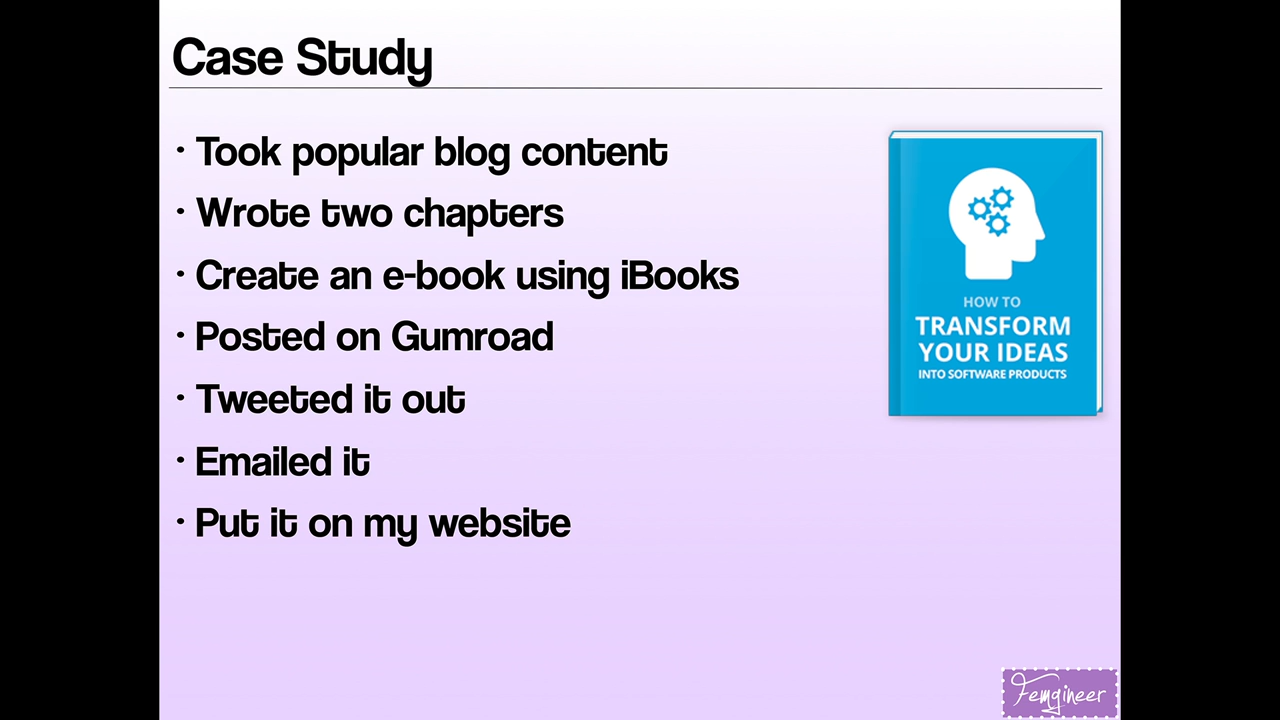 Case Study
• Took popular blog content
• Wrote two chapters
• Create an e-book using iBooks
• Posted on Gumroad
• Tweeted it out
• Emailed it
• Put it on my website
HOW TO
TRANSFORM
YOUR IDEAS
INTO SOFTWARE PRODUCTS
Femgineer